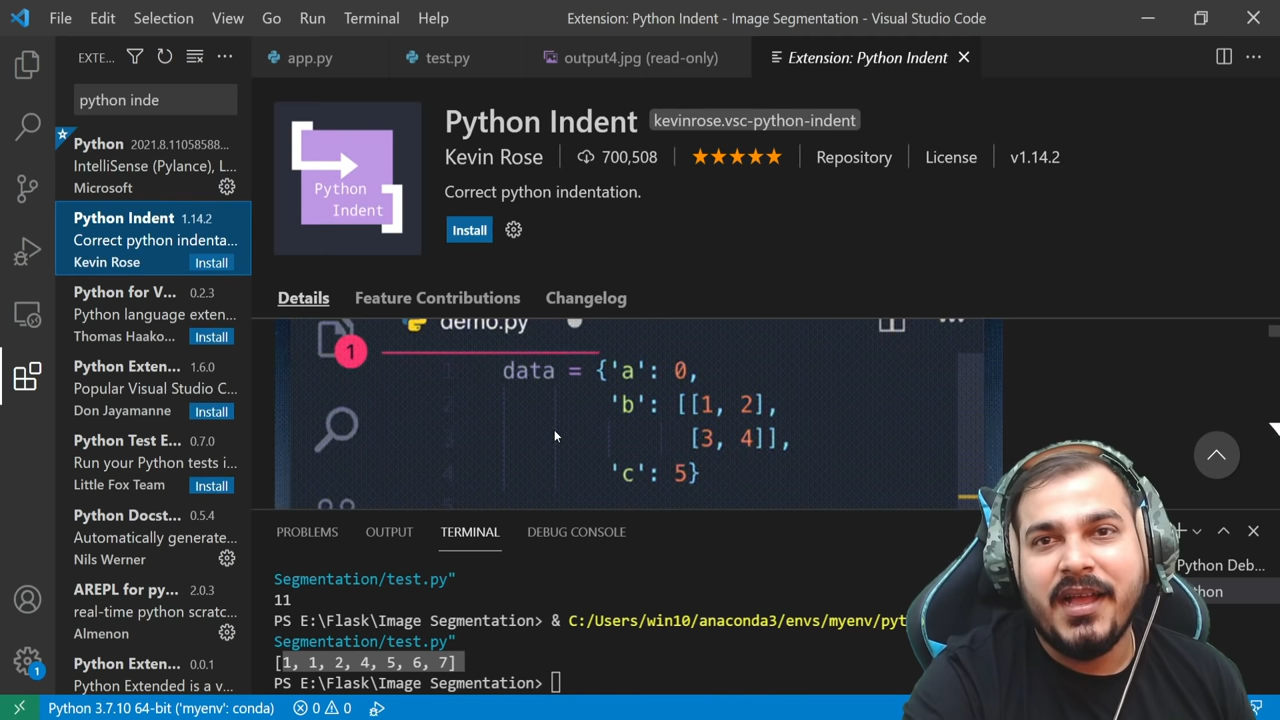 File Edit Selection View Go Run Terminal Help Extension: Python Indent - Image Segmentation - Visual Studio Code
EXTE... app.py test.py output4.jpg (read-only) Extension: Python Indent
python inde
Python 2021.8.11058588...
IntelliSense (Pylance), L...
Microsoft
Python Indent 1.14.2
Correct python indenta...
Kevin Rose Install
Python for V... 0.2.3
Python language exten...
Thomas Haako... Install
Python Exten... 1.6.0
Popular Visual Studio C...
Don Jayamanne Install
Python Test E... 0.7.0
Run your Python tests i...
Little Fox Team Install
Python Docst... 0.5.4
Automatically generate...
Nils Werner
AREPL for py... 2.0.3
real-time python scratc...
Almenon
Python Exten... 0.0.1
Python Extended is a v...
Python
Indent
Python Indent kevinrose.vsc-python-indent
Kevin Rose 700,508 Repository License v1.14.2
Correct python indentation.
Install
Details Feature Contributions Changelog
demo.py
1
1 data = {'a': 0,
2 'b': [[1, 2],
3 [3, 4]],
4 'c': 5}
PROBLEMS OUTPUT TERMINAL DEBUG CONSOLE
Segmentation/test.py"
11
PS E:\Flask\Image Segmentation> & C:/Users/win10/anaconda3/envs/myenv/pyt
Segmentation/test.py"
[1, 1, 2, 4, 5, 6, 7]
PS E:\Flask\Image Segmentation>
Python Deb...
1
Python 3.7.10 64-bit ('myenv': conda) 0 0